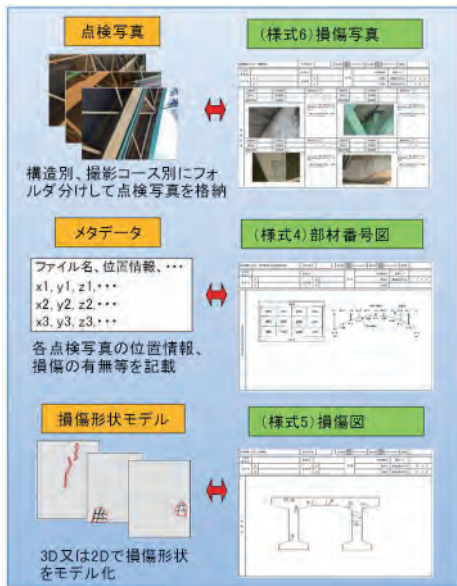 点検写真
(様式6)損傷写真
構造別、撮影コース別にフォ
ルダ分けして点検写真を格納
メタデータ
(様式4)部材番号図
ファイル名、位置情報、・・・
x1, y1, z1,・・・
x2, y2, z2,・・・
x3, y3, z3,・・・
各点検写真の位置情報、
損傷の有無等を記載
損傷形状モデル
(様式5)損傷図
3D又は2Dで損傷形状
をモデル化